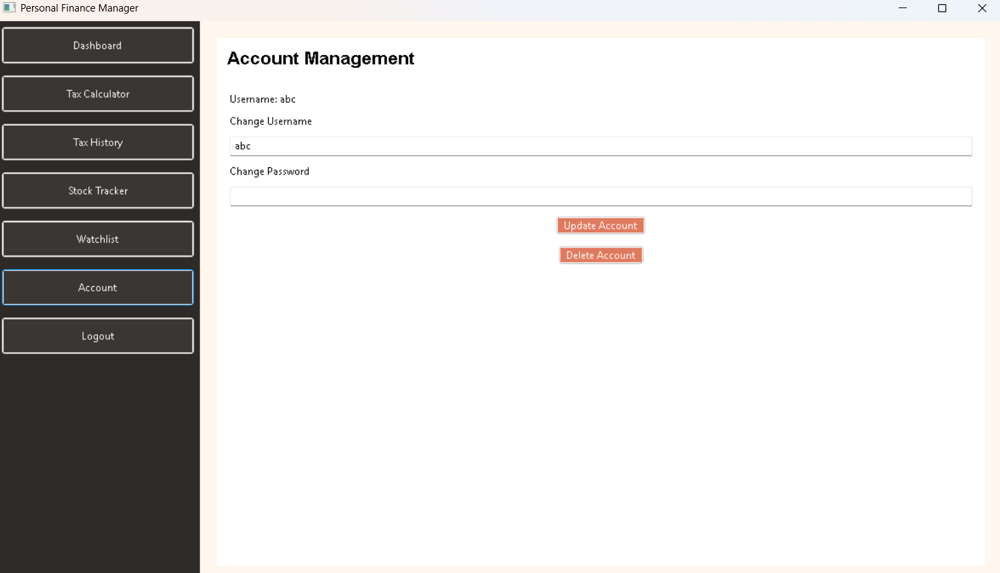 Personal Finance Manager
Dashboard
Tax Calculator
Tax History
Stock Tracker
Watchlist
Account
Logout
Account Management
Username: abc
Change Username
abc
Change Password
Update Account
Delete Account